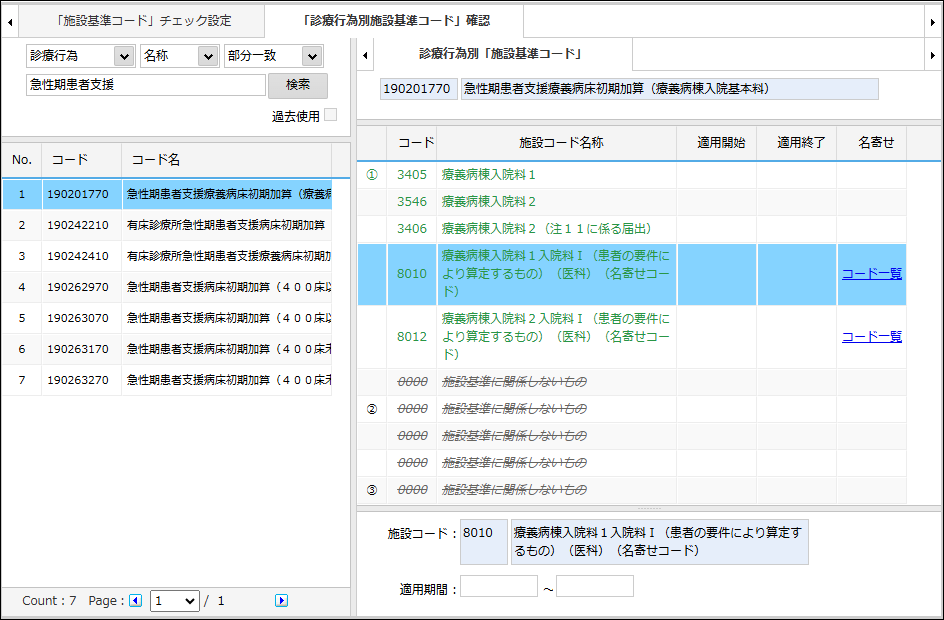 「施設基準コード」チェック設定
「診療行為別施設基準コード」確認
診療行為 名称 部分一致
急性期患者支援 検索
過去使用
No. コード コード名
1 190201770 急性期患者支援療養病床初期加算（療養病
2 190242210 有床診療所急性期患者支援病床初期加算
3 190242410 有床診療所急性期患者支援療養病床初期加
4 190262970 急性期患者支援病床初期加算（４００床以
5 190263070 急性期患者支援病床初期加算（４００床以
6 190263170 急性期患者支援病床初期加算（４００床未
7 190263270 急性期患者支援病床初期加算（４００床未
Count : 7 Page : 1 / 1
診療行為別「施設基準コード」
190201770 急性期患者支援療養病床初期加算（療養病棟入院基本料）
コード 施設コード名称 適用開始 適用終了 名寄せ
① 3405 療養病棟入院料１
3546 療養病棟入院料２
3406 療養病棟入院料２（注１１に係る届出）
8010 療養病棟入院料１入院料Ⅰ（患者の要件に
より算定するもの）（医科）（名寄せコー
ド）
コード一覧
8012 療養病棟入院料２入院料Ⅰ（患者の要件に
より算定するもの）（医科）（名寄せコー
ド）
コード一覧
0000 施設基準に関係しないもの
② 0000 施設基準に関係しないもの
0000 施設基準に関係しないもの
0000 施設基準に関係しないもの
③ 0000 施設基準に関係しないもの
施設コード： 8010 療養病棟入院料１入院料Ⅰ（患者の要件により算定す
るもの）（医科）（名寄せコード）
適用期間： ～